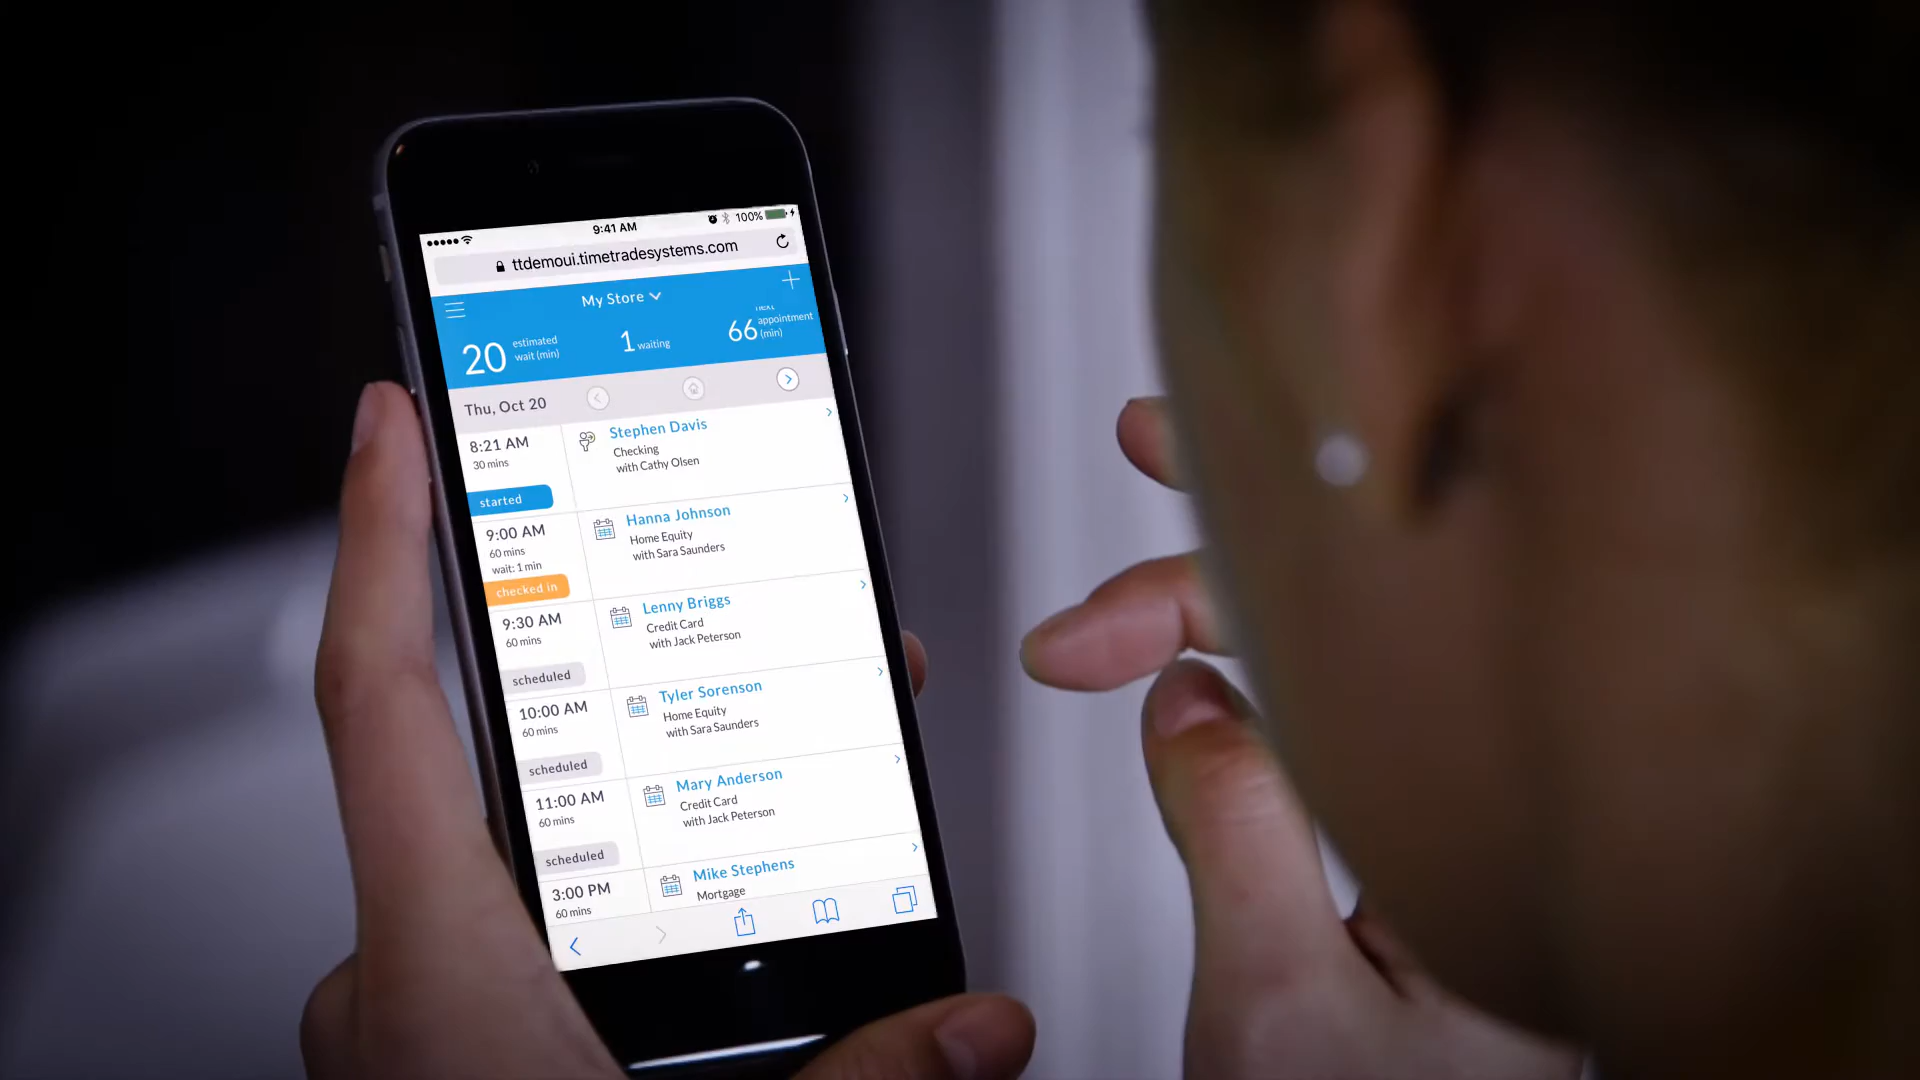 9:41 AM
100%
ttdemoui.timetradesystems.com
My Store
20 estimated wait (min)
1 waiting
66 appointment (min)
Thu, Oct 20
8:21 AM
30 mins
started
Stephen Davis
Checking
with Cathy Olsen
9:00 AM
60 mins
wait: 1 min
checked in
Hanna Johnson
Home Equity
with Sara Saunders
9:30 AM
60 mins
scheduled
Lenny Briggs
Credit Card
with Jack Peterson
10:00 AM
60 mins
scheduled
Tyler Sorenson
Home Equity
with Sara Saunders
11:00 AM
60 mins
scheduled
Mary Anderson
Credit Card
with Jack Peterson
3:00 PM
60 mins
Mike Stephens
Mortgage